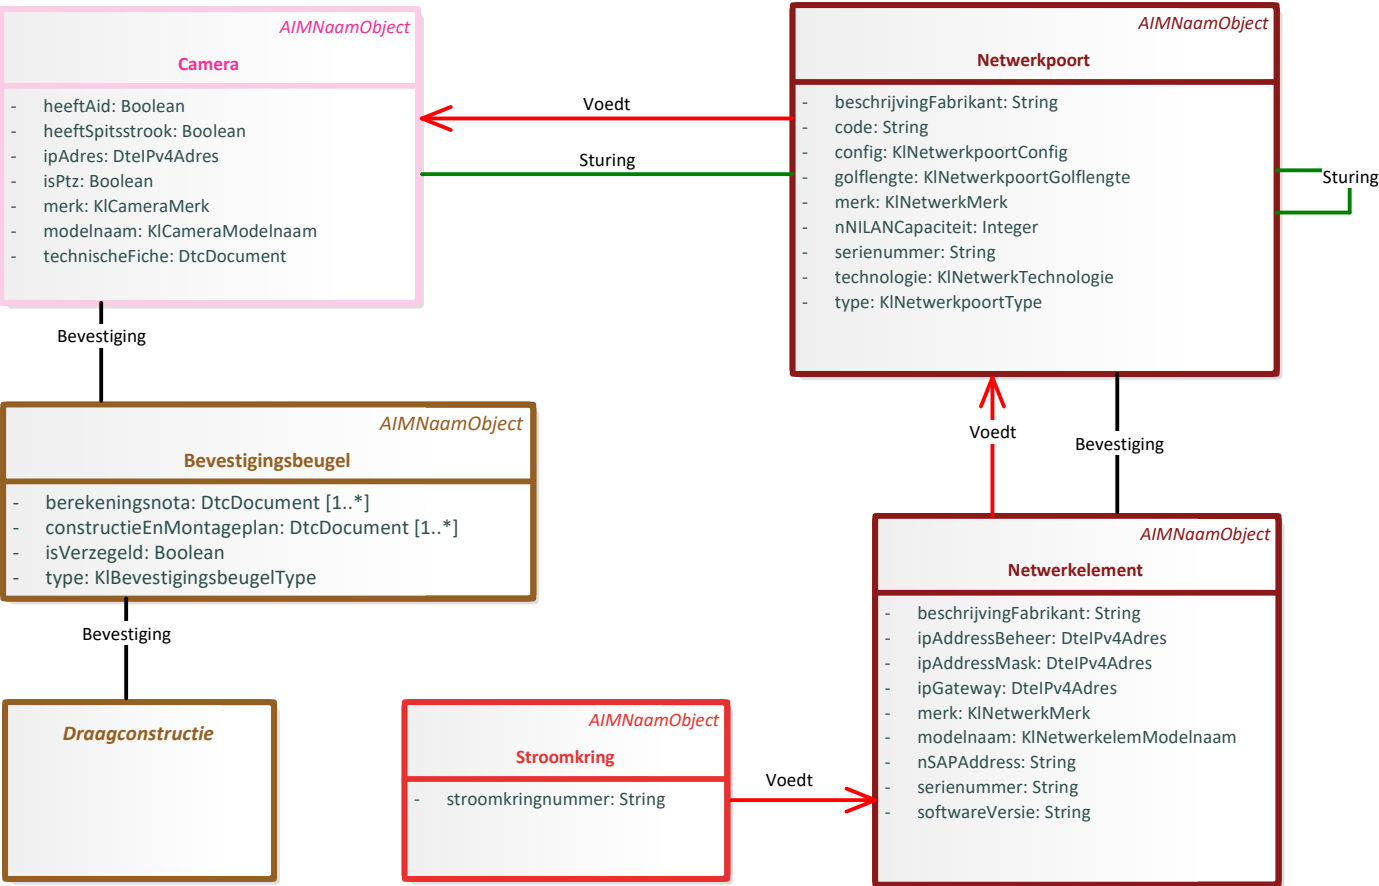 AIMNaamObject
Camera
- heeftAid: Boolean
- heeftSpitsstrook: Boolean
- ipAdres: DteIPv4Adres
- isPtz: Boolean
- merk: KlCameraMerk
- modelnaam: KlCameraModelnaam
- technischeFiche: DtcDocument
Voedt
Sturing
AIMNaamObject
Netwerkpoort
- beschrijvingFabrikant: String
- code: String
- config: KlNetwerkpoortConfig
- golflengte: KlNetwerkpoortGolflengte
- merk: KlNetwerkMerk
- nNILANCapaciteit: Integer
- serienummer: String
- technologie: KlNetwerkTechnologie
- type: KlNetwerkpoortType
Sturing
Bevestiging
AIMNaamObject
Bevestigingsbeugel
- berekeningsnota: DtcDocument [1..*]
- constructieEnMontageplan: DtcDocument [1..*]
- isVerzegeld: Boolean
- type: KlBevestigingsbeugelType
Voedt
Bevestiging
Bevestiging
Draagconstructie
AIMNaamObject
Stroomkring
- stroomkringnummer: String
Voedt
AIMNaamObject
Netwerkelement
- beschrijvingFabrikant: String
- ipAddressBeheer: DteIPv4Adres
- ipAddressMask: DteIPv4Adres
- ipGateway: DteIPv4Adres
- merk: KlNetwerkMerk
- modelnaam: KlNetwerkelemModelnaam
- nSAPAddress: String
- serienummer: String
- softwareVersie: String